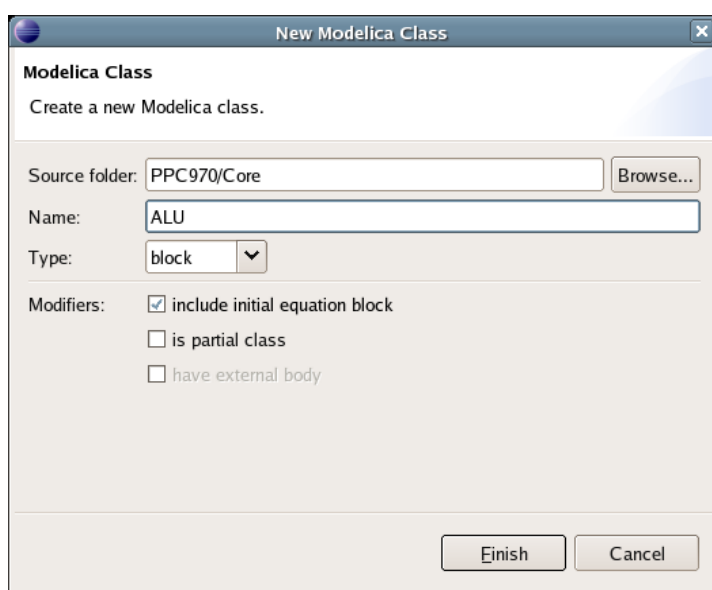 New Modelica Class
Modelica Class
Create a new Modelica class.
Source folder: PPC970/Core Browse...
Name: ALU
Type: block
Modifiers: include initial equation block
is partial class
have external body
Finish Cancel